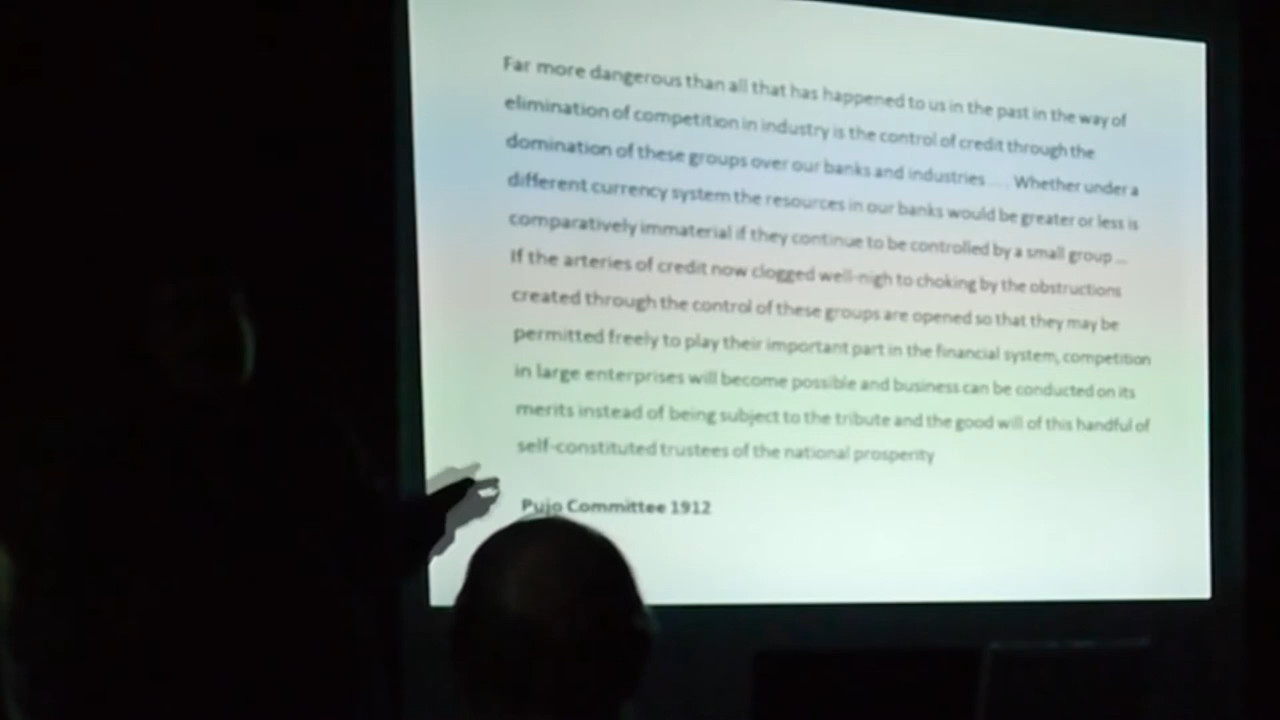 Far more dangerous than all that has happened to us in the past in the way of
elimination of competition in industry is the control of credit through the
domination of these groups over our banks and industries .... Whether under a
different currency system the resources in our banks would be greater or less is
comparatively immaterial if they continue to be controlled by a small group ...
If the arteries of credit now clogged well-nigh to choking by the obstructions
created through the control of these groups are opened so that they may be
permitted freely to play their important part in the financial system, competition
in large enterprises will become possible and business can be conducted on its
merits instead of being subject to the tribute and the good will of this handful of
self-constituted trustees of the national prosperity
Pujo Committee 1912